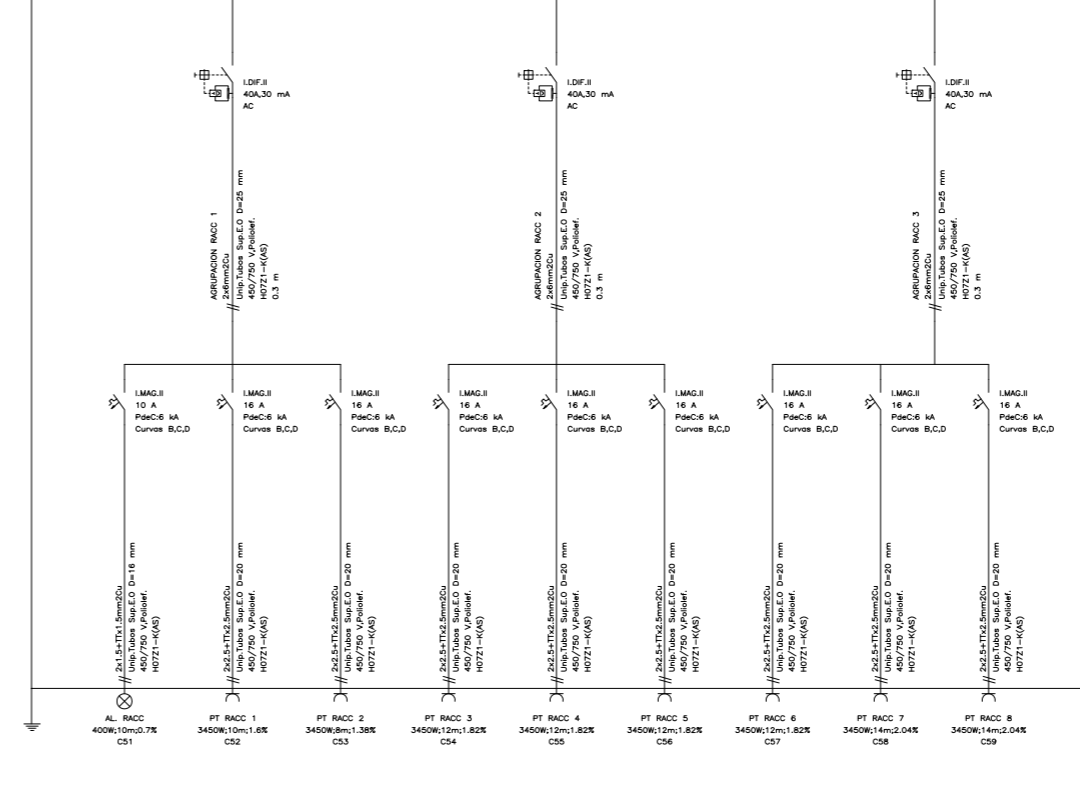 I.DIF.II
40A,30 mA
AC
I.DIF.II
40A,30 mA
AC
I.DIF.II
40A,30 mA
AC
AGRUPACION RACC 1
2x6mm2Cu
Unip.Tubos Sup.E.O D=25 mm
450/750 V,Poliolef.
H07Z1-K(AS)
0.3 m
AGRUPACION RACC 2
2x6mm2Cu
Unip.Tubos Sup.E.O D=25 mm
450/750 V,Poliolef.
H07Z1-K(AS)
0.3 m
AGRUPACION RACC 3
2x6mm2Cu
Unip.Tubos Sup.E.O D=25 mm
450/750 V,Poliolef.
H07Z1-K(AS)
0.3 m
I.MAG.II
10 A
PdeC:6 kA
Curvas B,C,D
I.MAG.II
16 A
PdeC:6 kA
Curvas B,C,D
I.MAG.II
16 A
PdeC:6 kA
Curvas B,C,D
I.MAG.II
16 A
PdeC:6 kA
Curvas B,C,D
I.MAG.II
16 A
PdeC:6 kA
Curvas B,C,D
I.MAG.II
16 A
PdeC:6 kA
Curvas B,C,D
I.MAG.II
16 A
PdeC:6 kA
Curvas B,C,D
I.MAG.II
16 A
PdeC:6 kA
Curvas B,C,D
I.MAG.II
16 A
PdeC:6 kA
Curvas B,C,D
2x1.5+TTx1.5mm2Cu
Unip.Tubos Sup.E.O D=16 mm
450/750 V,Poliolef.
H07Z1-K(AS)
2x2.5+TTx2.5mm2Cu
Unip.Tubos Sup.E.O D=20 mm
450/750 V,Poliolef.
H07Z1-K(AS)
2x2.5+TTx2.5mm2Cu
Unip.Tubos Sup.E.O D=20 mm
450/750 V,Poliolef.
H07Z1-K(AS)
2x2.5+TTx2.5mm2Cu
Unip.Tubos Sup.E.O D=20 mm
450/750 V,Poliolef.
H07Z1-K(AS)
2x2.5+TTx2.5mm2Cu
Unip.Tubos Sup.E.O D=20 mm
450/750 V,Poliolef.
H07Z1-K(AS)
2x2.5+TTx2.5mm2Cu
Unip.Tubos Sup.E.O D=20 mm
450/750 V,Poliolef.
H07Z1-K(AS)
2x2.5+TTx2.5mm2Cu
Unip.Tubos Sup.E.O D=20 mm
450/750 V,Poliolef.
H07Z1-K(AS)
2x2.5+TTx2.5mm2Cu
Unip.Tubos Sup.E.O D=20 mm
450/750 V,Poliolef.
H07Z1-K(AS)
2x2.5+TTx2.5mm2Cu
Unip.Tubos Sup.E.O D=20 mm
450/750 V,Poliolef.
H07Z1-K(AS)
AL. RACC
400W;10m;0.7%
C51
PT RACC 1
3450W;10m;1.6%
C52
PT RACC 2
3450W;8m;1.38%
C53
PT RACC 3
3450W;12m;1.82%
C54
PT RACC 4
3450W;12m;1.82%
C55
PT RACC 5
3450W;12m;1.82%
C56
PT RACC 6
3450W;12m;1.82%
C57
PT RACC 7
3450W;14m;2.04%
C58
PT RACC 8
3450W;14m;2.04%
C59